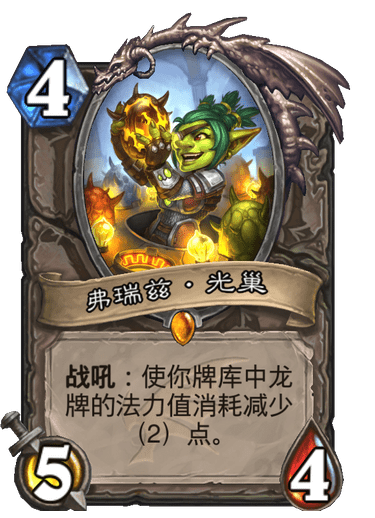 4
弗瑞兹·光巢
战吼：使你牌库中龙
牌的法力值消耗减少
（2）点。
5
4